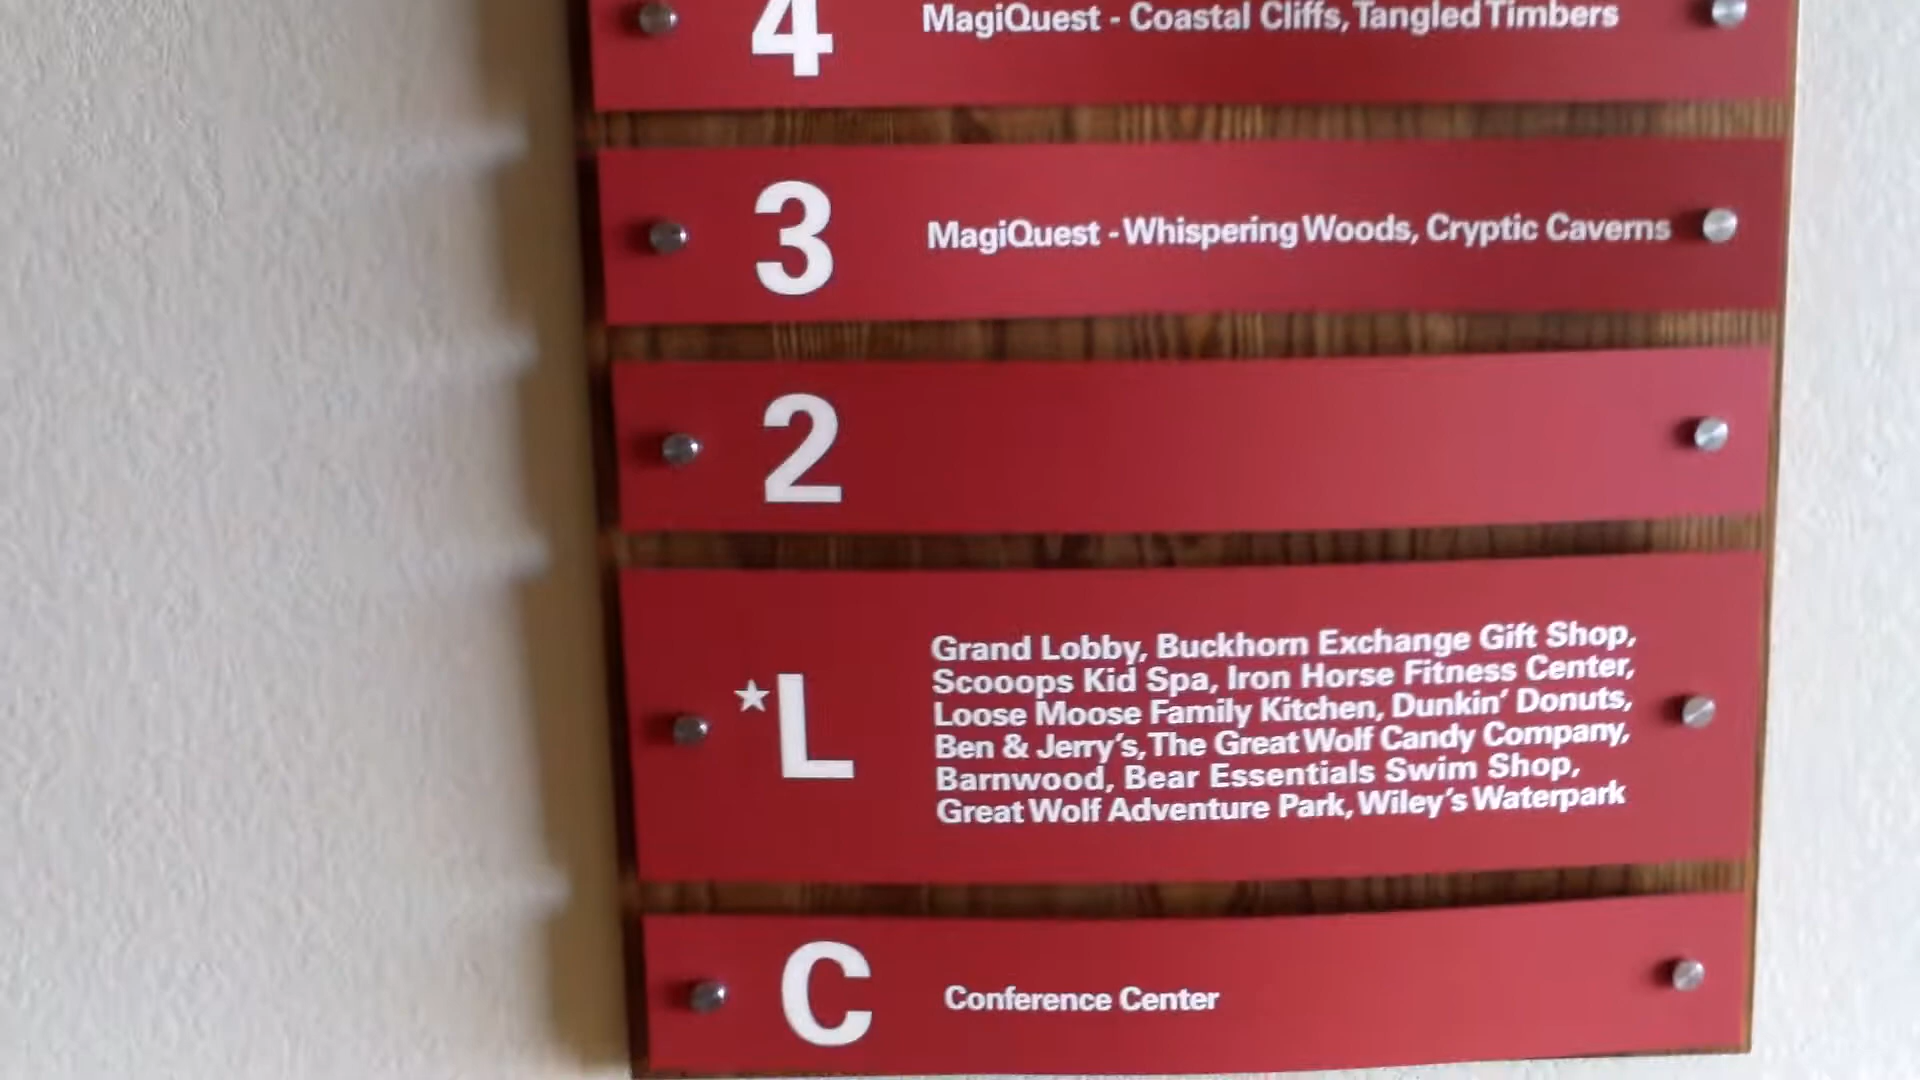 4 MagiQuest - Coastal Cliffs, Tangled Timbers
3 MagiQuest - Whispering Woods, Cryptic Caverns
2
★L
Grand Lobby, Buckhorn Exchange Gift Shop,
Scooops Kid Spa, Iron Horse Fitness Center,
Loose Moose Family Kitchen, Dunkin' Donuts,
Ben & Jerry's, The Great Wolf Candy Company,
Barnwood, Bear Essentials Swim Shop,
Great Wolf Adventure Park, Wiley's Waterpark
C Conference Center